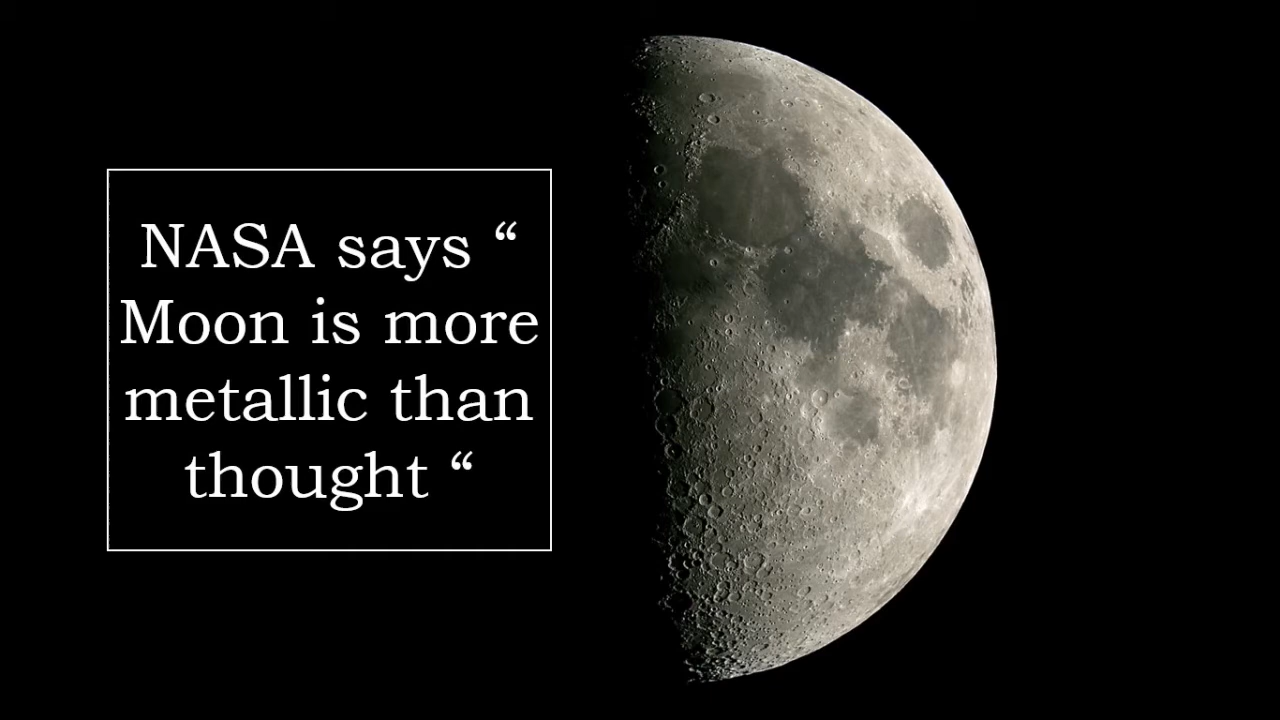 NASA says “
Moon is more
metallic than
thought “